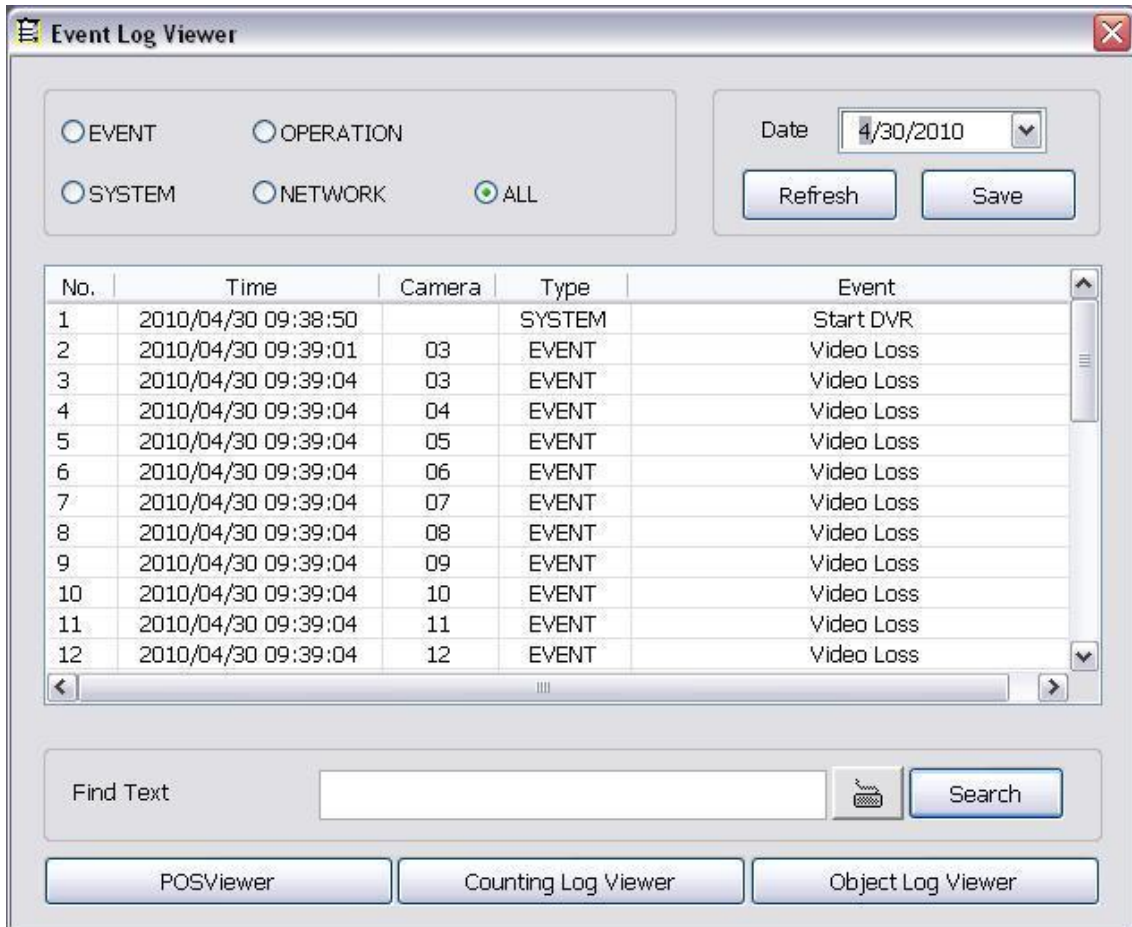 Event Log Viewer
EVENT OPERATION
SYSTEM NETWORK ALL
Date 4/30/2010
Refresh Save
No. Time Camera Type Event
1 2010/04/30 09:38:50 SYSTEM Start DVR
2 2010/04/30 09:39:01 03 EVENT Video Loss
3 2010/04/30 09:39:04 03 EVENT Video Loss
4 2010/04/30 09:39:04 04 EVENT Video Loss
5 2010/04/30 09:39:04 05 EVENT Video Loss
6 2010/04/30 09:39:04 06 EVENT Video Loss
7 2010/04/30 09:39:04 07 EVENT Video Loss
8 2010/04/30 09:39:04 08 EVENT Video Loss
9 2010/04/30 09:39:04 09 EVENT Video Loss
10 2010/04/30 09:39:04 10 EVENT Video Loss
11 2010/04/30 09:39:04 11 EVENT Video Loss
12 2010/04/30 09:39:04 12 EVENT Video Loss
Find Text Search
POSViewer Counting Log Viewer Object Log Viewer